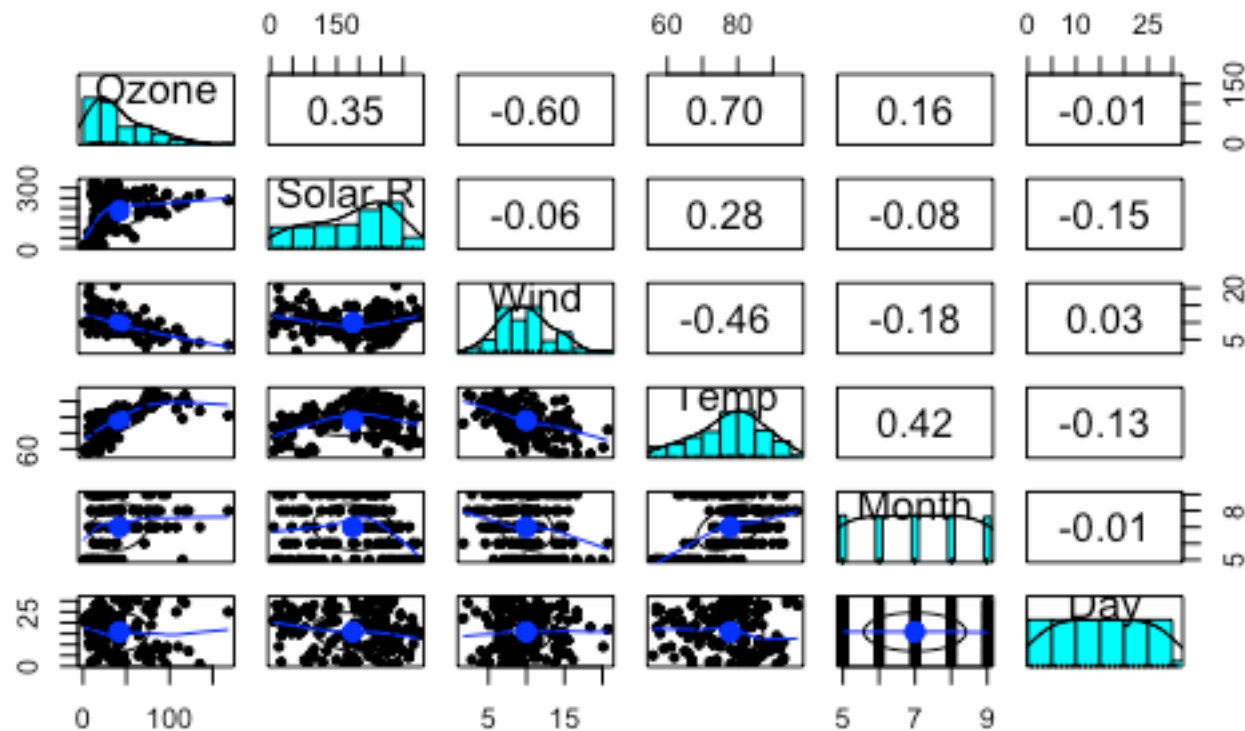 0 150 60 80 0 10 25
Ozone 0.35 -0.60 0.70 0.16 -0.01 0 150
0 300 Solar.R -0.06 0.28 -0.08 -0.15
Wind -0.46 -0.18 0.03 5 20
60 Temp 0.42 -0.13
Month -0.01 5 8
0 25 Day
0 100 5 15 5 7 9